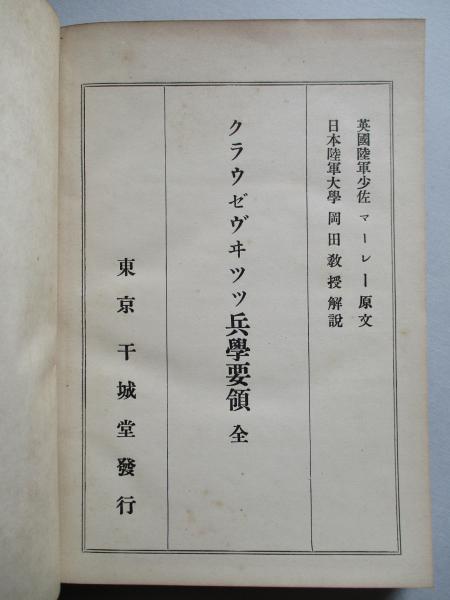 英國陸軍少佐 マーレー原文
日本陸軍大學 岡田教授解說
クラウゼヴヰツツ兵學要領 全
東京 干城堂發行